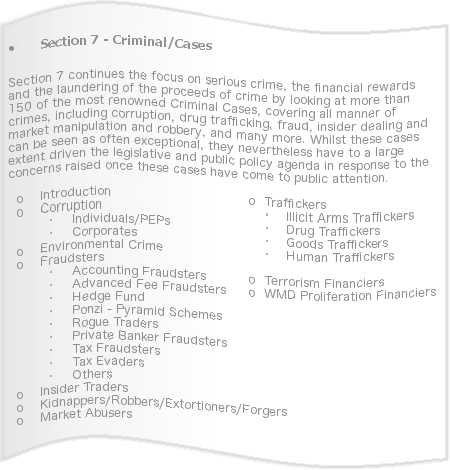 • Section 7 - Criminal/Cases
Section 7 continues the focus on serious crime, the financial rewards
and the laundering of the proceeds of crime by looking at more than
150 of the most renowned Criminal Cases, covering all manner of
crimes, including corruption, drug trafficking, fraud, insider dealing and
market manipulation and robbery, and many more. Whilst these cases
can be seen as often exceptional, they nevertheless have to a large
extent driven the legislative and public policy agenda in response to the
concerns raised once these cases have come to public attention.
o Introduction
o Corruption
· Individuals/PEPs
· Corporates
o Environmental Crime
o Fraudsters
· Accounting Fraudsters
· Advanced Fee Fraudsters
· Hedge Fund
· Ponzi - Pyramid Schemes
· Rogue Traders
· Private Banker Fraudsters
· Tax Fraudsters
· Tax Evaders
· Others
o Insider Traders
o Kidnappers/Robbers/Extortioners/Forgers
o Market Abusers
o Traffickers
· Illicit Arms Traffickers
· Drug Traffickers
· Goods Traffickers
· Human Traffickers
o Terrorism Financiers
o WMD Proliferation Financiers